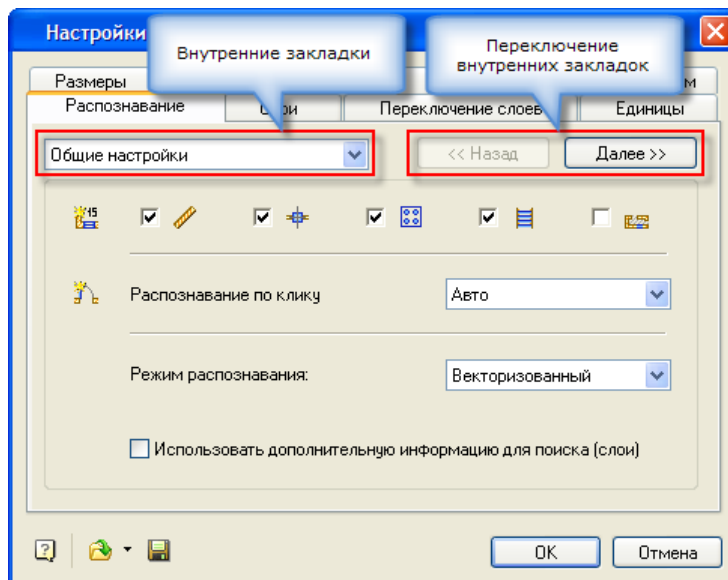 Настройки
Внутренние закладки
Переключение
внутренних закладок
Размеры
Распознавание
Переключение слоев
Единицы
Общие настройки
<< Назад
Далее >>
15
Распознавание по клику
Авто
Режим распознавания:
Векторизованный
Использовать дополнительную информацию для поиска (слои)
?
OK
Отмена